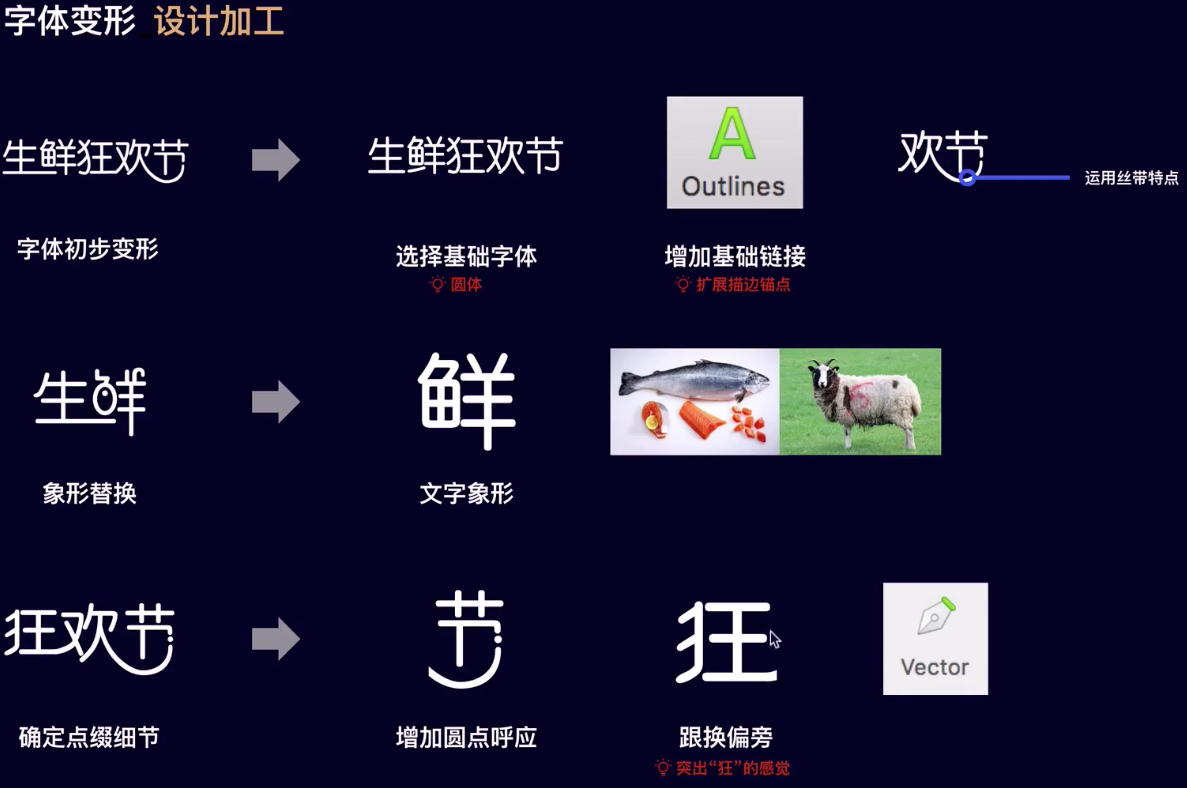 字体变形_设计加工
生鲜狂欢节
生鲜狂欢节
A
Outlines
欢节
运用丝带特点
字体初步变形
选择基础字体
圆体
增加基础链接
扩展描边锚点
生鲜
鲜
象形替换
文字象形
狂欢节
节
狂
Vector
确定点缀细节
增加圆点呼应
跟换偏旁
突出“狂”的感觉